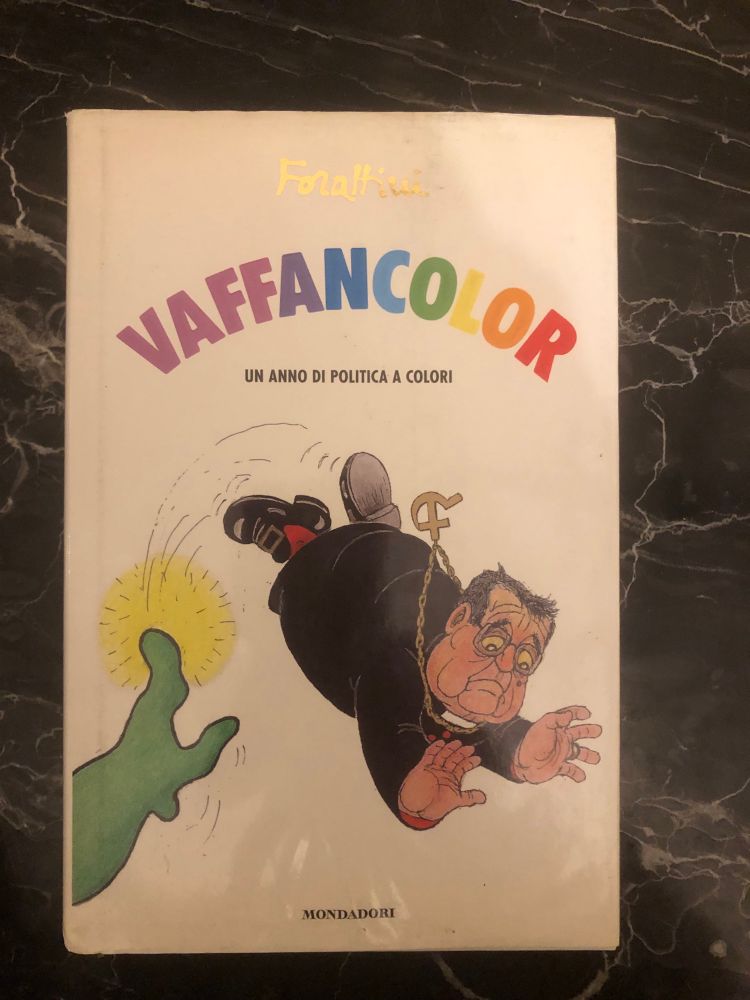 Forattini
VAFFANCOLOR
UN ANNO DI POLITICA A COLORI
MONDADORI